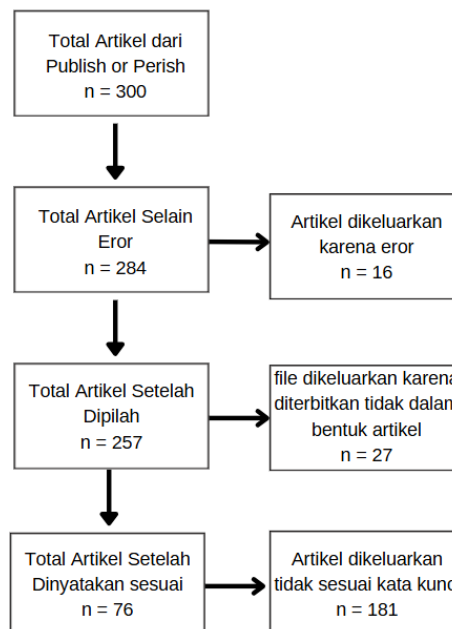 Total Artikel dari
Publish or Perish
n = 300
Total Artikel Selain
Eror
n = 284
Artikel dikeluarkan
karena eror
n = 16
Total Artikel Setelah
Dipilah
n = 257
file dikeluarkan karena
diterbitkan tidak dalam
bentuk artikel
n = 27
Total Artikel Setelah
Dinyatakan sesuai
n = 76
Artikel dikeluarkan
tidak sesuai kata kunc
n = 181